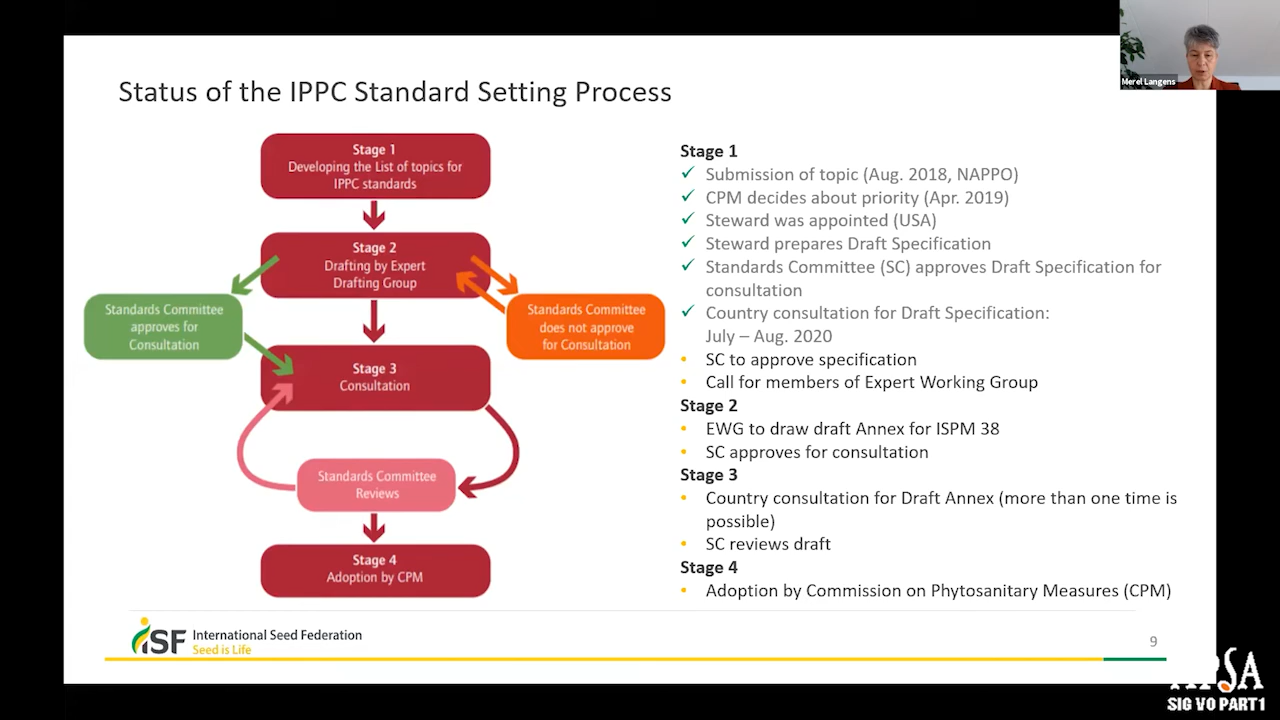 Merel Langens
Status of the IPPC Standard Setting Process
Stage 1
Developing the List of topics for
IPPC standards
Stage 2
Drafting by Expert
Drafting Group
Standards Committee
approves for
Consultation
Standards Committee
does not approve
for Consultation
Stage 3
Consultation
Standards Committee
Reviews
Stage 4
Adoption by CPM
Stage 1
✓ Submission of topic (Aug. 2018, NAPPO)
✓ CPM decides about priority (Apr. 2019)
✓ Steward was appointed (USA)
✓ Steward prepares Draft Specification
✓ Standards Committee (SC) approves Draft Specification for
consultation
✓ Country consultation for Draft Specification:
July – Aug. 2020
• SC to approve specification
• Call for members of Expert Working Group
Stage 2
• EWG to draw draft Annex for ISPM 38
• SC approves for consultation
Stage 3
• Country consultation for Draft Annex (more than one time is
possible)
• SC reviews draft
Stage 4
• Adoption by Commission on Phytosanitary Measures (CPM)
iSF International Seed Federation
Seed is Life
9
APSA
SIG VO PART1